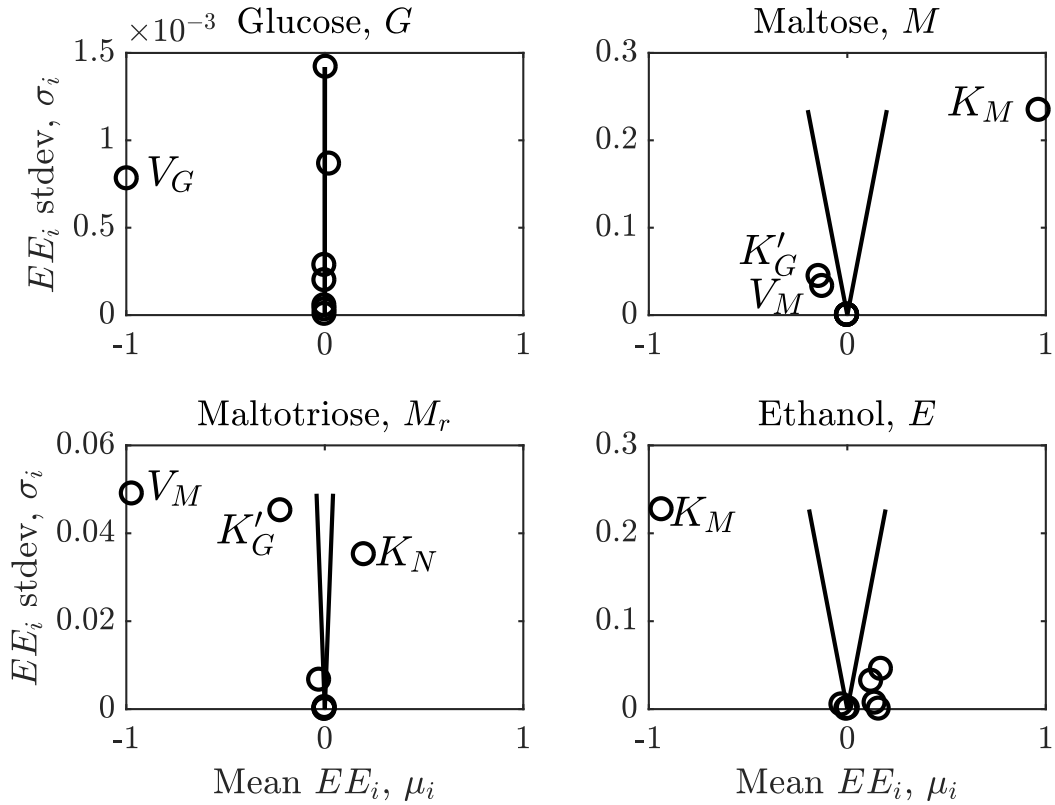 ×10⁻³ Glucose, G
EEᵢ stdev, σᵢ
1.5
1
0.5
0
-1 0 1
V_G
Maltose, M
0.3
0.2
0.1
0
-1 0 1
K_M
K′_G
V_M
Maltotriose, Mᵣ
EEᵢ stdev, σᵢ
0.06
0.04
0.02
0
-1 0 1
V_M
K′_G
K_N
Mean EEᵢ, μᵢ
Ethanol, E
0.3
0.2
0.1
0
-1 0 1
K_M
Mean EEᵢ, μᵢ